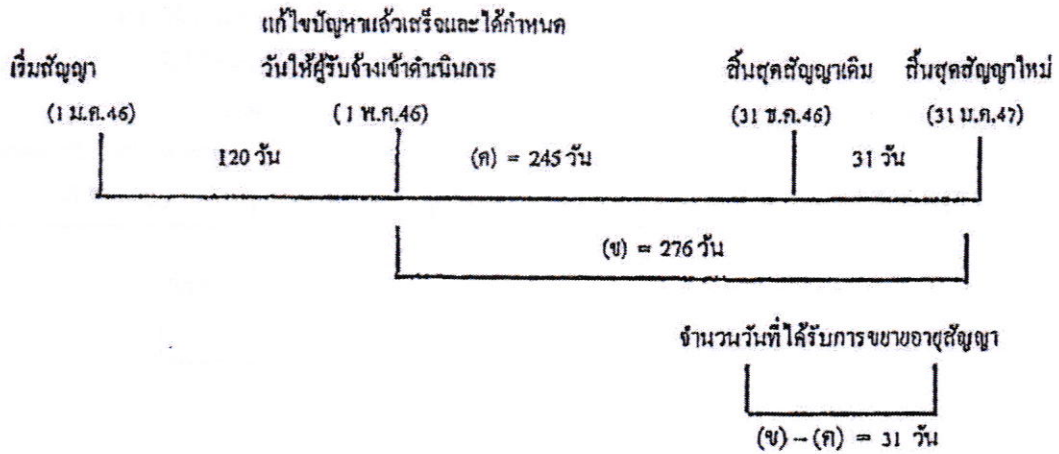 แก้ไขปัญหาแล้วเสร็จและได้กำหนด
เริ่มสัญญา วันให้ผู้รับจ้างเข้าดำเนินการ สิ้นสุดสัญญาเดิม สิ้นสุดสัญญาใหม่
(1 ม.ค.46) (1 พ.ค.46) (31 ธ.ค.46) (31 ม.ค.47)
120 วัน (ค) = 245 วัน 31 วัน
(ข) = 276 วัน
จำนวนวันที่ได้รับการขยายอายุสัญญา
(ข) – (ค) = 31 วัน